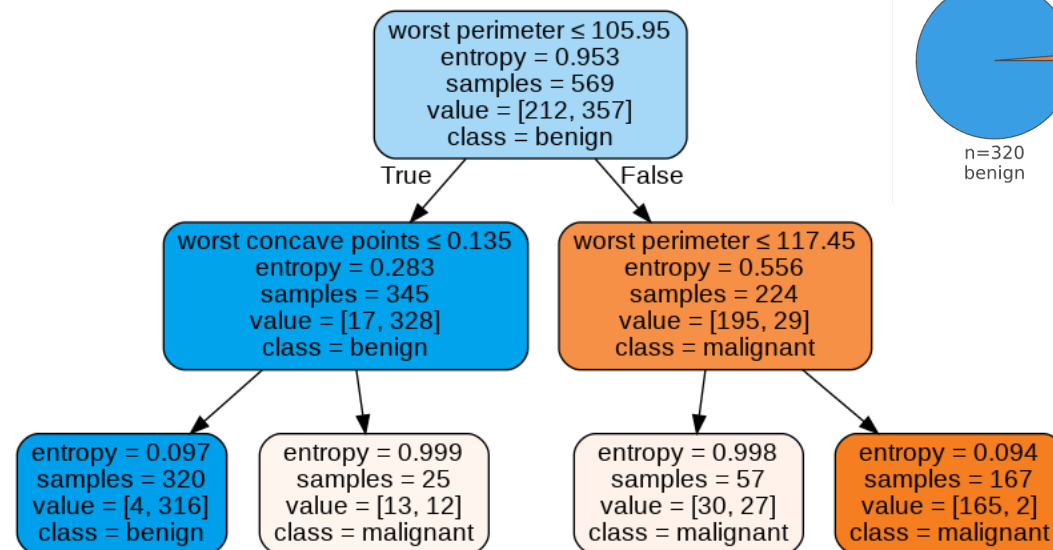 worst perimeter ≤ 105.95
entropy = 0.953
samples = 569
value = [212, 357]
class = benign
n=320
benign
True
False
worst concave points ≤ 0.135
entropy = 0.283
samples = 345
value = [17, 328]
class = benign
worst perimeter ≤ 117.45
entropy = 0.556
samples = 224
value = [195, 29]
class = malignant
entropy = 0.097
samples = 320
value = [4, 316]
class = benign
entropy = 0.999
samples = 25
value = [13, 12]
class = malignant
entropy = 0.998
samples = 57
value = [30, 27]
class = malignant
entropy = 0.094
samples = 167
value = [165, 2]
class = malignant